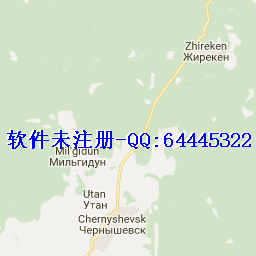 Zhireken
Жирекен
软件未注册-QQ:64445322
Mil'gidun
Мильгидун
Utan
Утан
Chernyshevsk
Чернышевск